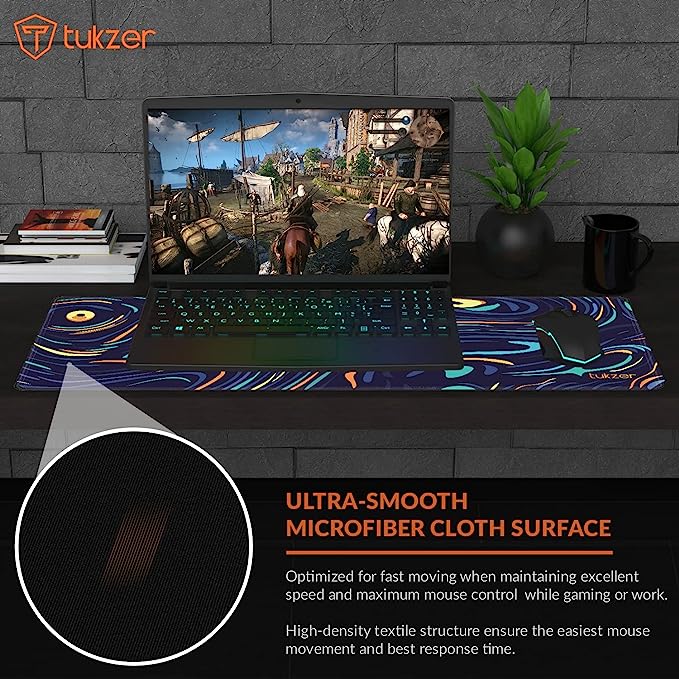 tukzer
tukzer
ULTRA-SMOOTH
MICROFIBER CLOTH SURFACE
Optimized for fast moving when maintaining excellent
speed and maximum mouse control while gaming or work.
High-density textile structure ensure the easiest mouse
movement and best response time.